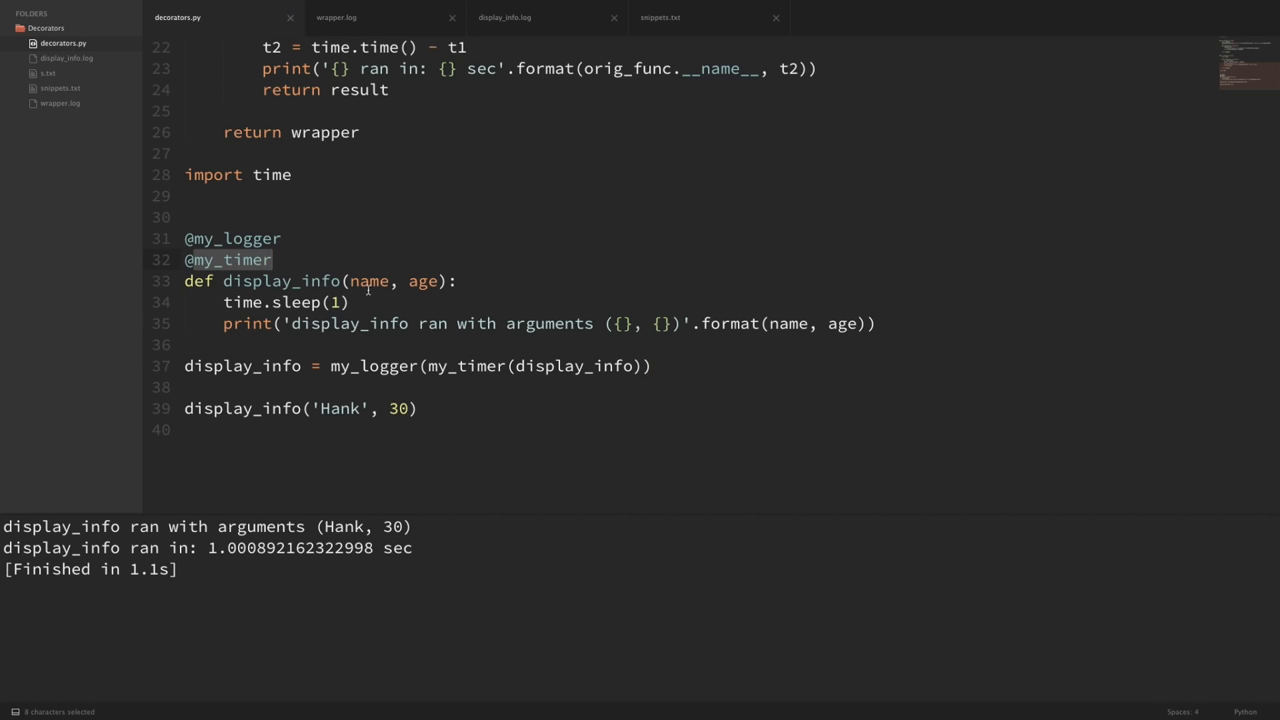 FOLDERS
Decorators
decorators.py
display_info.log
s.txt
snippets.txt
wrapper.log
decorators.py × wrapper.log × display_info.log × snippets.txt ×
22 t2 = time.time() - t1
23 print('{} ran in: {} sec'.format(orig_func.__name__, t2))
24 return result
25
26 return wrapper
27
28 import time
29
30
31 @my_logger
32 @my_timer
33 def display_info(name, age):
34 time.sleep(1)
35 print('display_info ran with arguments ({}, {})'.format(name, age))
36
37 display_info = my_logger(my_timer(display_info))
38
39 display_info('Hank', 30)
40
display_info ran with arguments (Hank, 30)
display_info ran in: 1.000892162322998 sec
[Finished in 1.1s]
8 characters selected Spaces: 4 Python